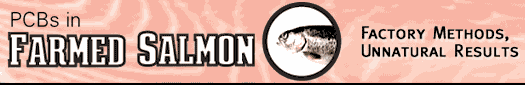 PCBs in
FARMED SALMON
FACTORY METHODS,
UNNATURAL RESULTS